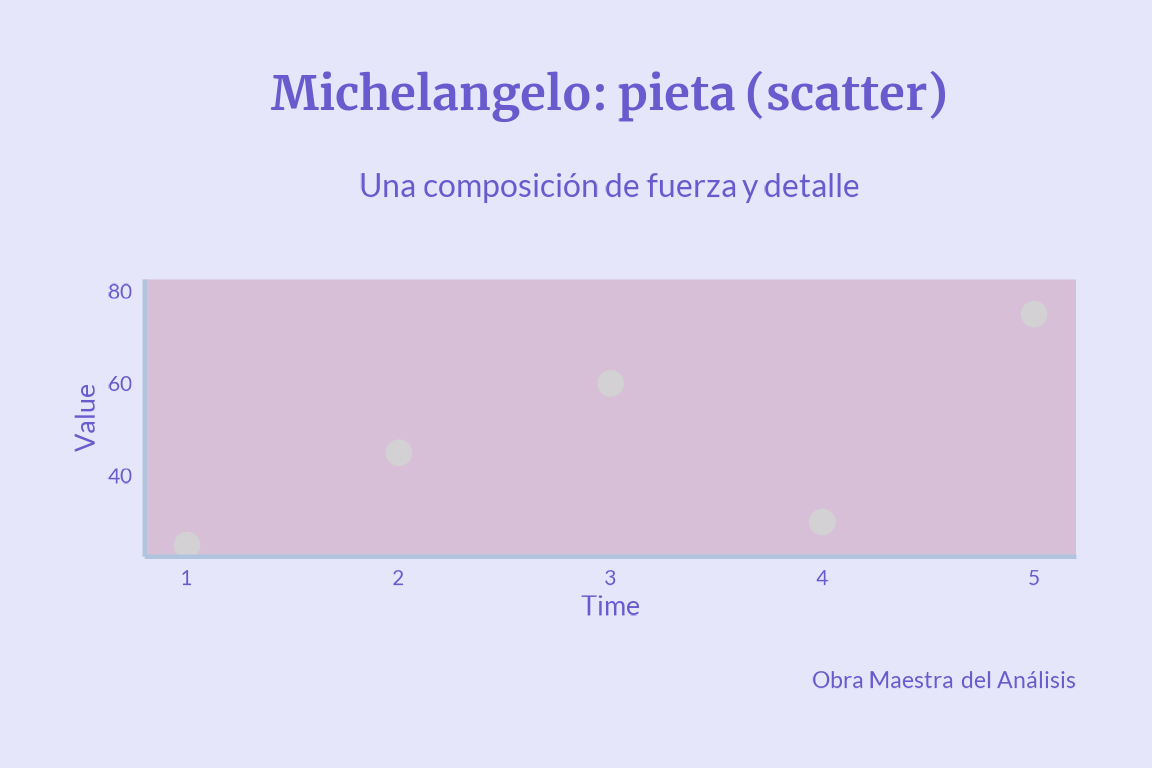 Michelangelo: pieta (scatter)
Una composición de fuerza y detalle
80
60
40
Value
1 2 3 4 5
Time
Obra Maestra del Análisis